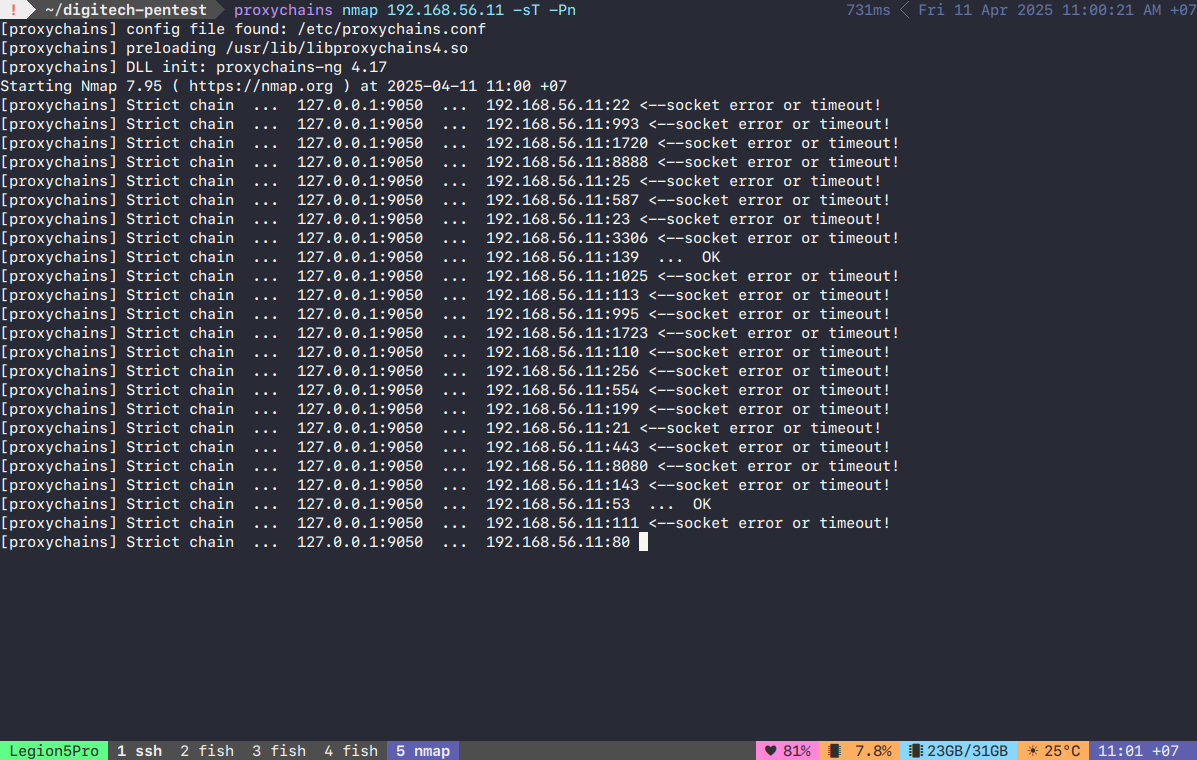 ! ~/digitech-pentest proxychains nmap 192.168.56.11 -sT -Pn 731ms Fri 11 Apr 2025 11:00:21 AM +07
[proxychains] config file found: /etc/proxychains.conf
[proxychains] preloading /usr/lib/libproxychains4.so
[proxychains] DLL init: proxychains-ng 4.17
Starting Nmap 7.95 ( https://nmap.org ) at 2025-04-11 11:00 +07
[proxychains] Strict chain  ...  127.0.0.1:9050  ...  192.168.56.11:22 <--socket error or timeout!
[proxychains] Strict chain  ...  127.0.0.1:9050  ...  192.168.56.11:993 <--socket error or timeout!
[proxychains] Strict chain  ...  127.0.0.1:9050  ...  192.168.56.11:1720 <--socket error or timeout!
[proxychains] Strict chain  ...  127.0.0.1:9050  ...  192.168.56.11:8888 <--socket error or timeout!
[proxychains] Strict chain  ...  127.0.0.1:9050  ...  192.168.56.11:25 <--socket error or timeout!
[proxychains] Strict chain  ...  127.0.0.1:9050  ...  192.168.56.11:587 <--socket error or timeout!
[proxychains] Strict chain  ...  127.0.0.1:9050  ...  192.168.56.11:23 <--socket error or timeout!
[proxychains] Strict chain  ...  127.0.0.1:9050  ...  192.168.56.11:3306 <--socket error or timeout!
[proxychains] Strict chain  ...  127.0.0.1:9050  ...  192.168.56.11:139  ...  OK
[proxychains] Strict chain  ...  127.0.0.1:9050  ...  192.168.56.11:1025 <--socket error or timeout!
[proxychains] Strict chain  ...  127.0.0.1:9050  ...  192.168.56.11:113 <--socket error or timeout!
[proxychains] Strict chain  ...  127.0.0.1:9050  ...  192.168.56.11:995 <--socket error or timeout!
[proxychains] Strict chain  ...  127.0.0.1:9050  ...  192.168.56.11:1723 <--socket error or timeout!
[proxychains] Strict chain  ...  127.0.0.1:9050  ...  192.168.56.11:110 <--socket error or timeout!
[proxychains] Strict chain  ...  127.0.0.1:9050  ...  192.168.56.11:256 <--socket error or timeout!
[proxychains] Strict chain  ...  127.0.0.1:9050  ...  192.168.56.11:554 <--socket error or timeout!
[proxychains] Strict chain  ...  127.0.0.1:9050  ...  192.168.56.11:199 <--socket error or timeout!
[proxychains] Strict chain  ...  127.0.0.1:9050  ...  192.168.56.11:21 <--socket error or timeout!
[proxychains] Strict chain  ...  127.0.0.1:9050  ...  192.168.56.11:443 <--socket error or timeout!
[proxychains] Strict chain  ...  127.0.0.1:9050  ...  192.168.56.11:8080 <--socket error or timeout!
[proxychains] Strict chain  ...  127.0.0.1:9050  ...  192.168.56.11:143 <--socket error or timeout!
[proxychains] Strict chain  ...  127.0.0.1:9050  ...  192.168.56.11:53  ...  OK
[proxychains] Strict chain  ...  127.0.0.1:9050  ...  192.168.56.11:111 <--socket error or timeout!
[proxychains] Strict chain  ...  127.0.0.1:9050  ...  192.168.56.11:80
Legion5Pro 1 ssh 2 fish 3 fish 4 fish 5 nmap ♥ 81% 7.8% 23GB/31GB ☀ 25°C 11:01 +07